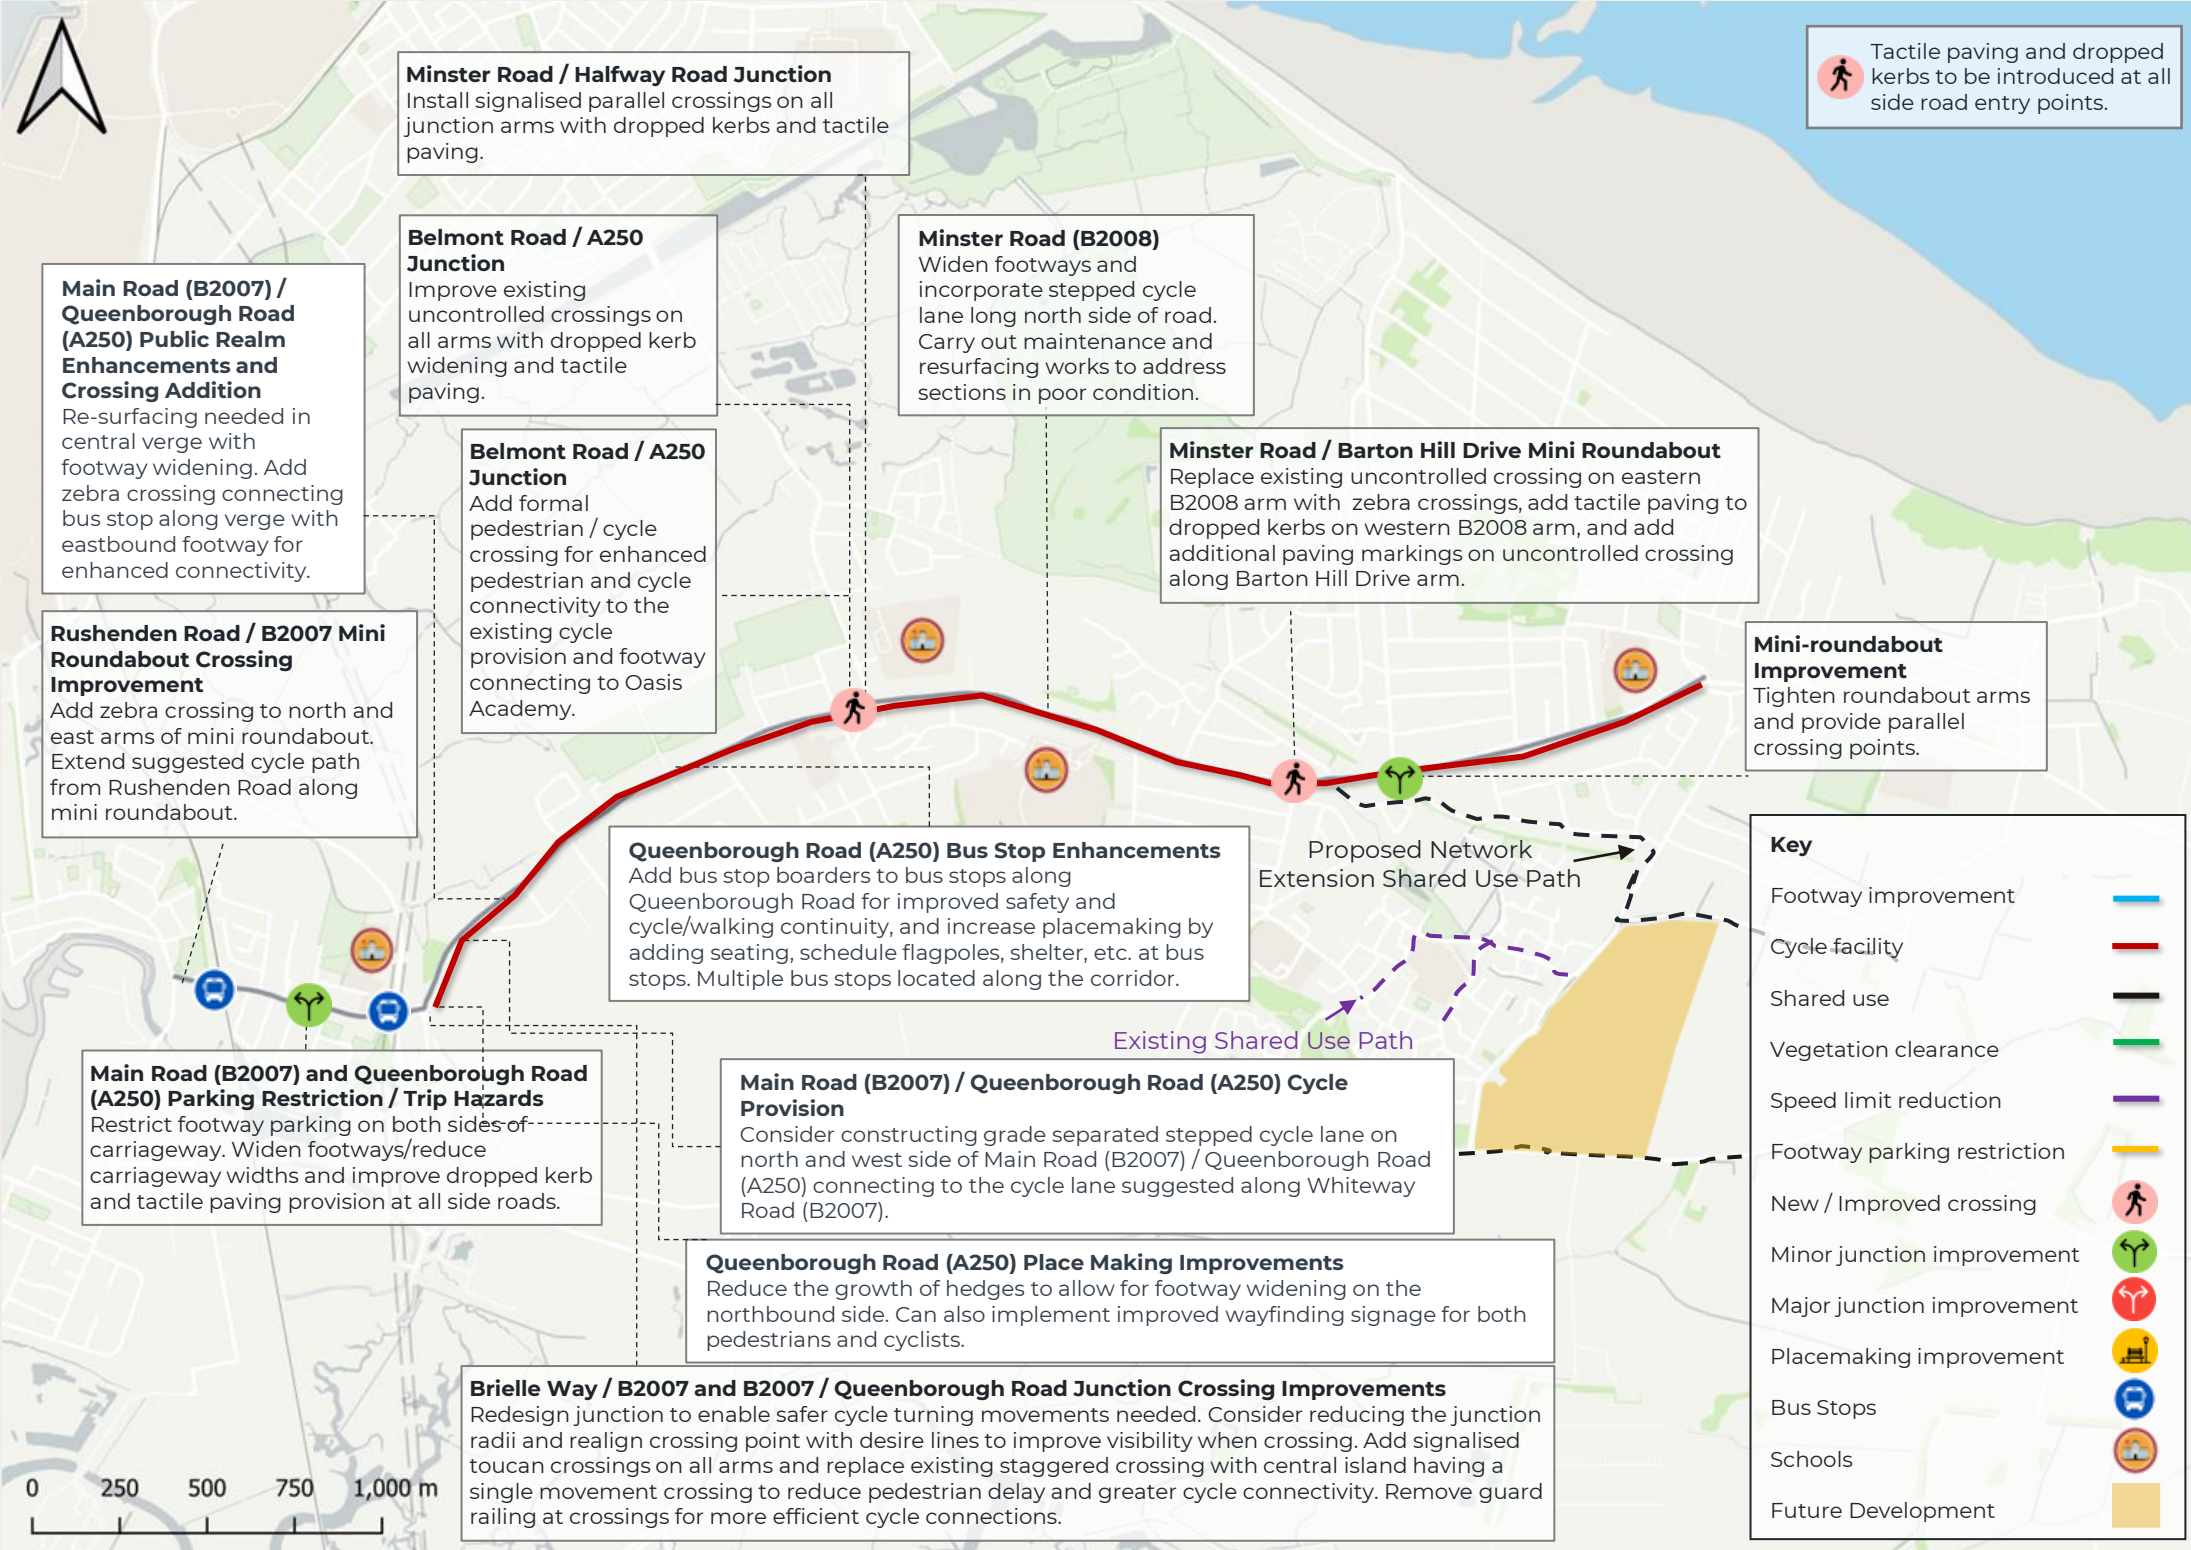 Tactile paving and dropped
kerbs to be introduced at all
side road entry points.
Minster Road / Halfway Road Junction
Install signalised parallel crossings on all
junction arms with dropped kerbs and tactile
paving.
Belmont Road / A250
Junction
Improve existing
uncontrolled crossings on
all arms with dropped kerb
widening and tactile
paving.
Minster Road (B2008)
Widen footways and
incorporate stepped cycle
lane long north side of road.
Carry out maintenance and
resurfacing works to address
sections in poor condition.
Main Road (B2007) /
Queenborough Road
(A250) Public Realm
Enhancements and
Crossing Addition
Re-surfacing needed in
central verge with
footway widening. Add
zebra crossing connecting
bus stop along verge with
eastbound footway for
enhanced connectivity.
Belmont Road / A250
Junction
Add formal
pedestrian / cycle
crossing for enhanced
pedestrian and cycle
connectivity to the
existing cycle
provision and footway
connecting to Oasis
Academy.
Minster Road / Barton Hill Drive Mini Roundabout
Replace existing uncontrolled crossing on eastern
B2008 arm with  zebra crossings, add tactile paving to
dropped kerbs on western B2008 arm, and add
additional paving markings on uncontrolled crossing
along Barton Hill Drive arm.
Rushenden Road / B2007 Mini
Roundabout Crossing
Improvement
Add zebra crossing to north and
east arms of mini roundabout.
Extend suggested cycle path
from Rushenden Road along
mini roundabout.
Mini-roundabout
Improvement
Tighten roundabout arms
and provide parallel
crossing points.
Queenborough Road (A250) Bus Stop Enhancements
Add bus stop boarders to bus stops along
Queenborough Road for improved safety and
cycle/walking continuity, and increase placemaking by
adding seating, schedule flagpoles, shelter, etc. at bus
stops. Multiple bus stops located along the corridor.
Proposed Network
Extension Shared Use Path
Existing Shared Use Path
Main Road (B2007) and Queenborough Road
(A250) Parking Restriction / Trip Hazards
Restrict footway parking on both sides of
carriageway. Widen footways/reduce
carriageway widths and improve dropped kerb
and tactile paving provision at all side roads.
Main Road (B2007) / Queenborough Road (A250) Cycle
Provision
Consider constructing grade separated stepped cycle lane on
north and west side of Main Road (B2007) / Queenborough Road
(A250) connecting to the cycle lane suggested along Whiteway
Road (B2007).
Queenborough Road (A250) Place Making Improvements
Reduce the growth of hedges to allow for footway widening on the
northbound side. Can also implement improved wayfinding signage for both
pedestrians and cyclists.
Brielle Way / B2007 and B2007 / Queenborough Road Junction Crossing Improvements
Redesign junction to enable safer cycle turning movements needed. Consider reducing the junction
radii and realign crossing point with desire lines to improve visibility when crossing. Add signalised
toucan crossings on all arms and replace existing staggered crossing with central island having a
single movement crossing to reduce pedestrian delay and greater cycle connectivity. Remove guard
railing at crossings for more efficient cycle connections.
Key
Footway improvement
Cycle facility
Shared use
Vegetation clearance
Speed limit reduction
Footway parking restriction
New / Improved crossing
Minor junction improvement
Major junction improvement
Placemaking improvement
Bus Stops
Schools
Future Development
0 250 500 750 1,000 m